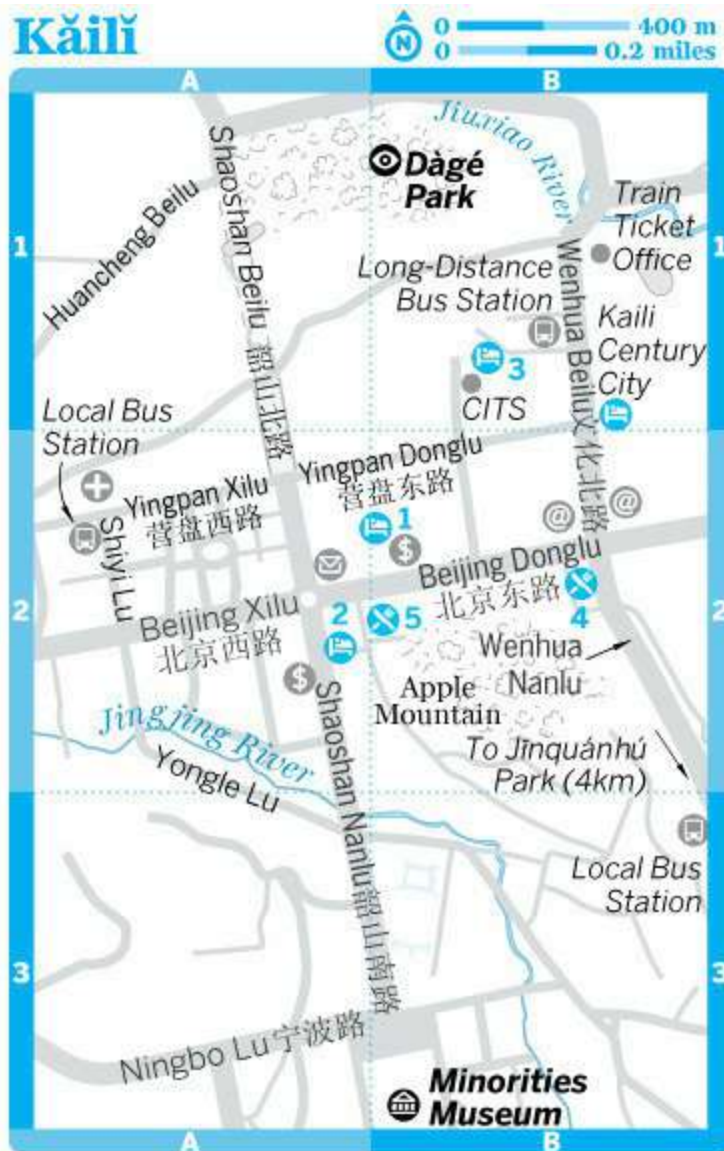 Kǎilǐ
N
0 400 m
0 0.2 miles
A B
1 1
Jiuxiao River
Dàgé
Park
Shaoshan Beilu 韶山北路
Huancheng Beilu
Train
Ticket
Office
Long-Distance
Bus Station
Wenhua Beilu 文化北路
Kaili
Century
City
3
CITS
Local Bus
Station
Yingpan Donglu
营盘东路
Yingpan Xilu
营盘西路
Shiyi Lu
1
$
@ @
2 2
Beijing Donglu
北京东路
Beijing Xilu
北京西路
2 5 4
$
Wenhua
Nanlu
Apple
Mountain
Jingjing River
Yongle Lu
Shaoshan Nanlu 韶山南路
To Jīnquánhú
Park (4km)
Local Bus
Station
3 3
Ningbo Lu 宁波路
Minorities
Museum
A B